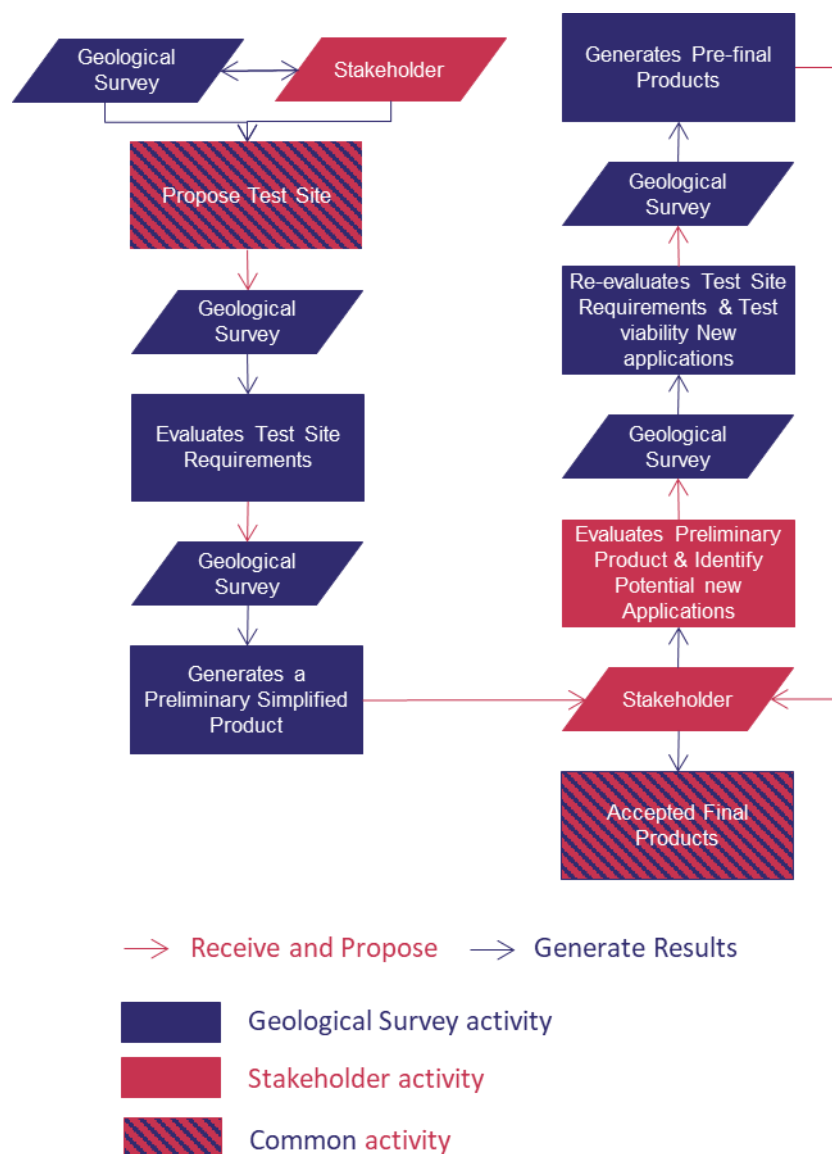 Geological
Survey
Stakeholder
Propose Test Site
Geological
Survey
Evaluates Test Site
Requirements
Geological
Survey
Generates a
Preliminary Simplified
Product
Generates Pre-final
Products
Geological
Survey
Re-evaluates Test Site
Requirements & Test
viability New
applications
Geological
Survey
Evaluates Preliminary
Product & Identify
Potential new
Applications
Stakeholder
Accepted Final
Products
Receive and Propose
Generate Results
Geological Survey activity
Stakeholder activity
Common activity